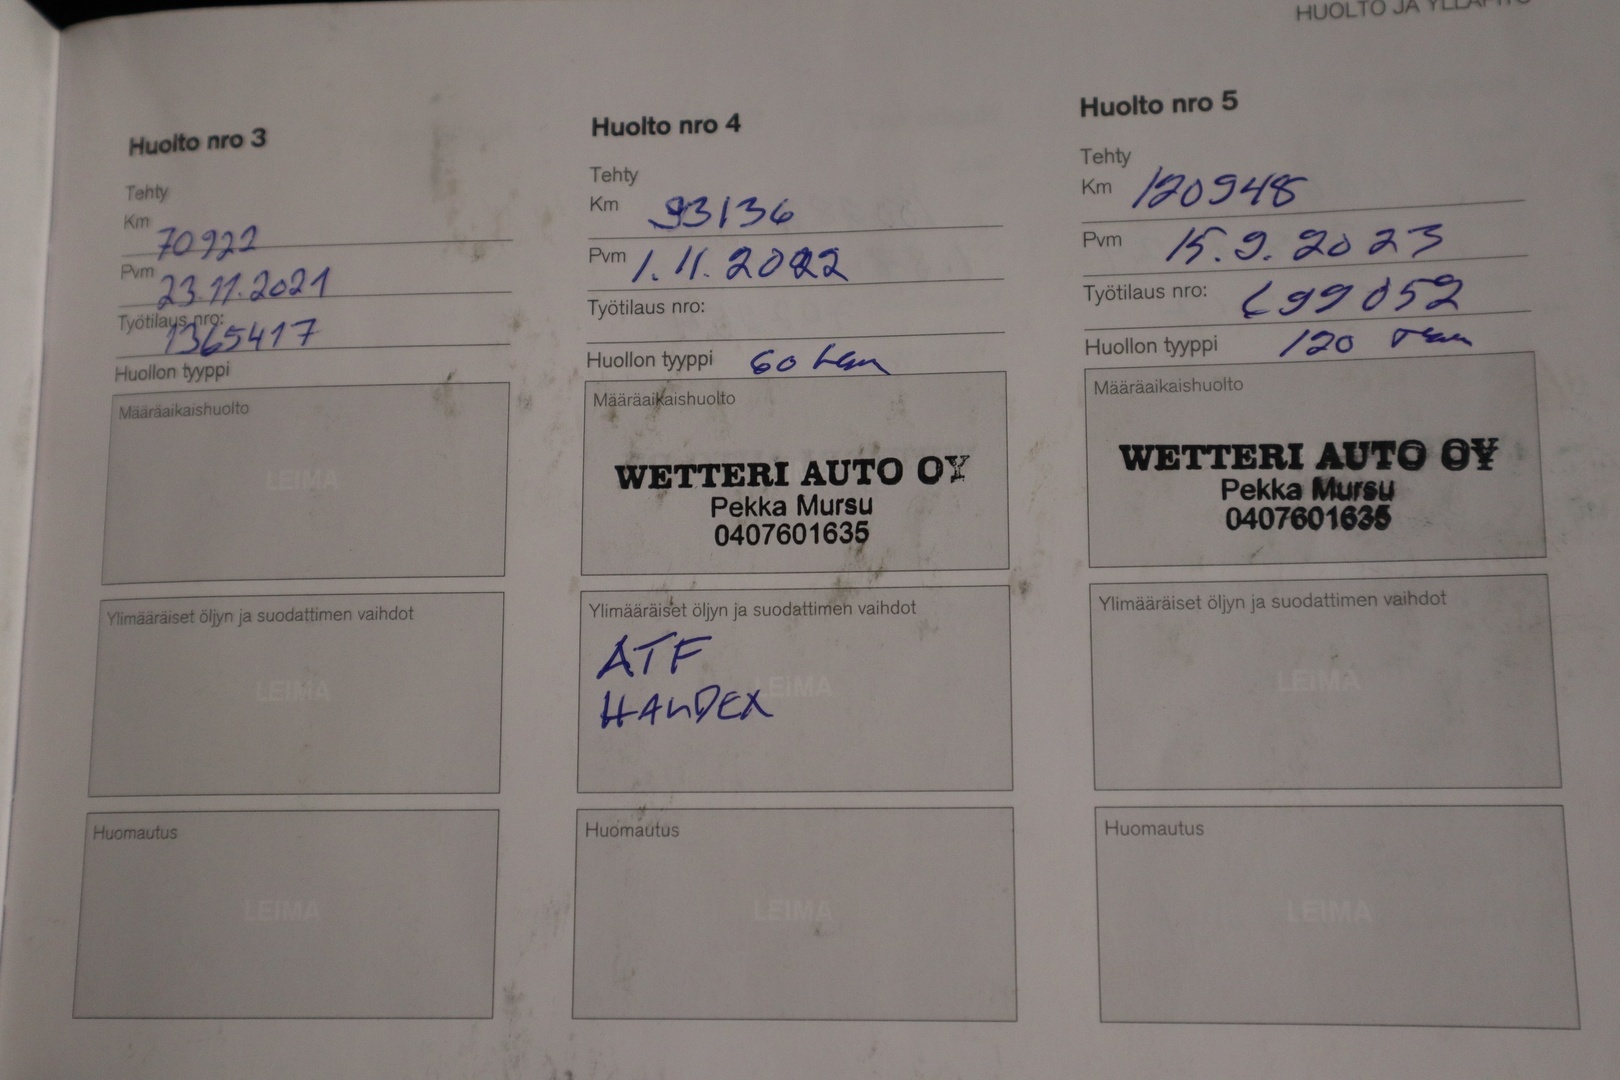 HUOLTO JA YLLÄPITO
Huolto nro 3
Tehty
Km 70922
Pvm 23.11.2021
Työtilaus nro: 1365417
Huollon tyyppi
Määräaikaishuolto
LEIMA
Ylimääräiset öljyn ja suodattimen vaihdot
LEIMA
Huomautus
LEIMA
Huolto nro 4
Tehty
Km 93136
Pvm 1.11.2022
Työtilaus nro:
Huollon tyyppi 60
Määräaikaishuolto
WETTERI AUTO OY
Pekka Mursu
0407601635
Ylimääräiset öljyn ja suodattimen vaihdot
ATF
LEIMA
HALDEX
Huomautus
LEIMA
Huolto nro 5
Tehty
Km 120948
Pvm 15.9.2023
Työtilaus nro: 699052
Huollon tyyppi 120
Määräaikaishuolto
WETTERI AUTO OY
Pekka Mursu
0407601635
Ylimääräiset öljyn ja suodattimen vaihdot
LEIMA
Huomautus
LEIMA